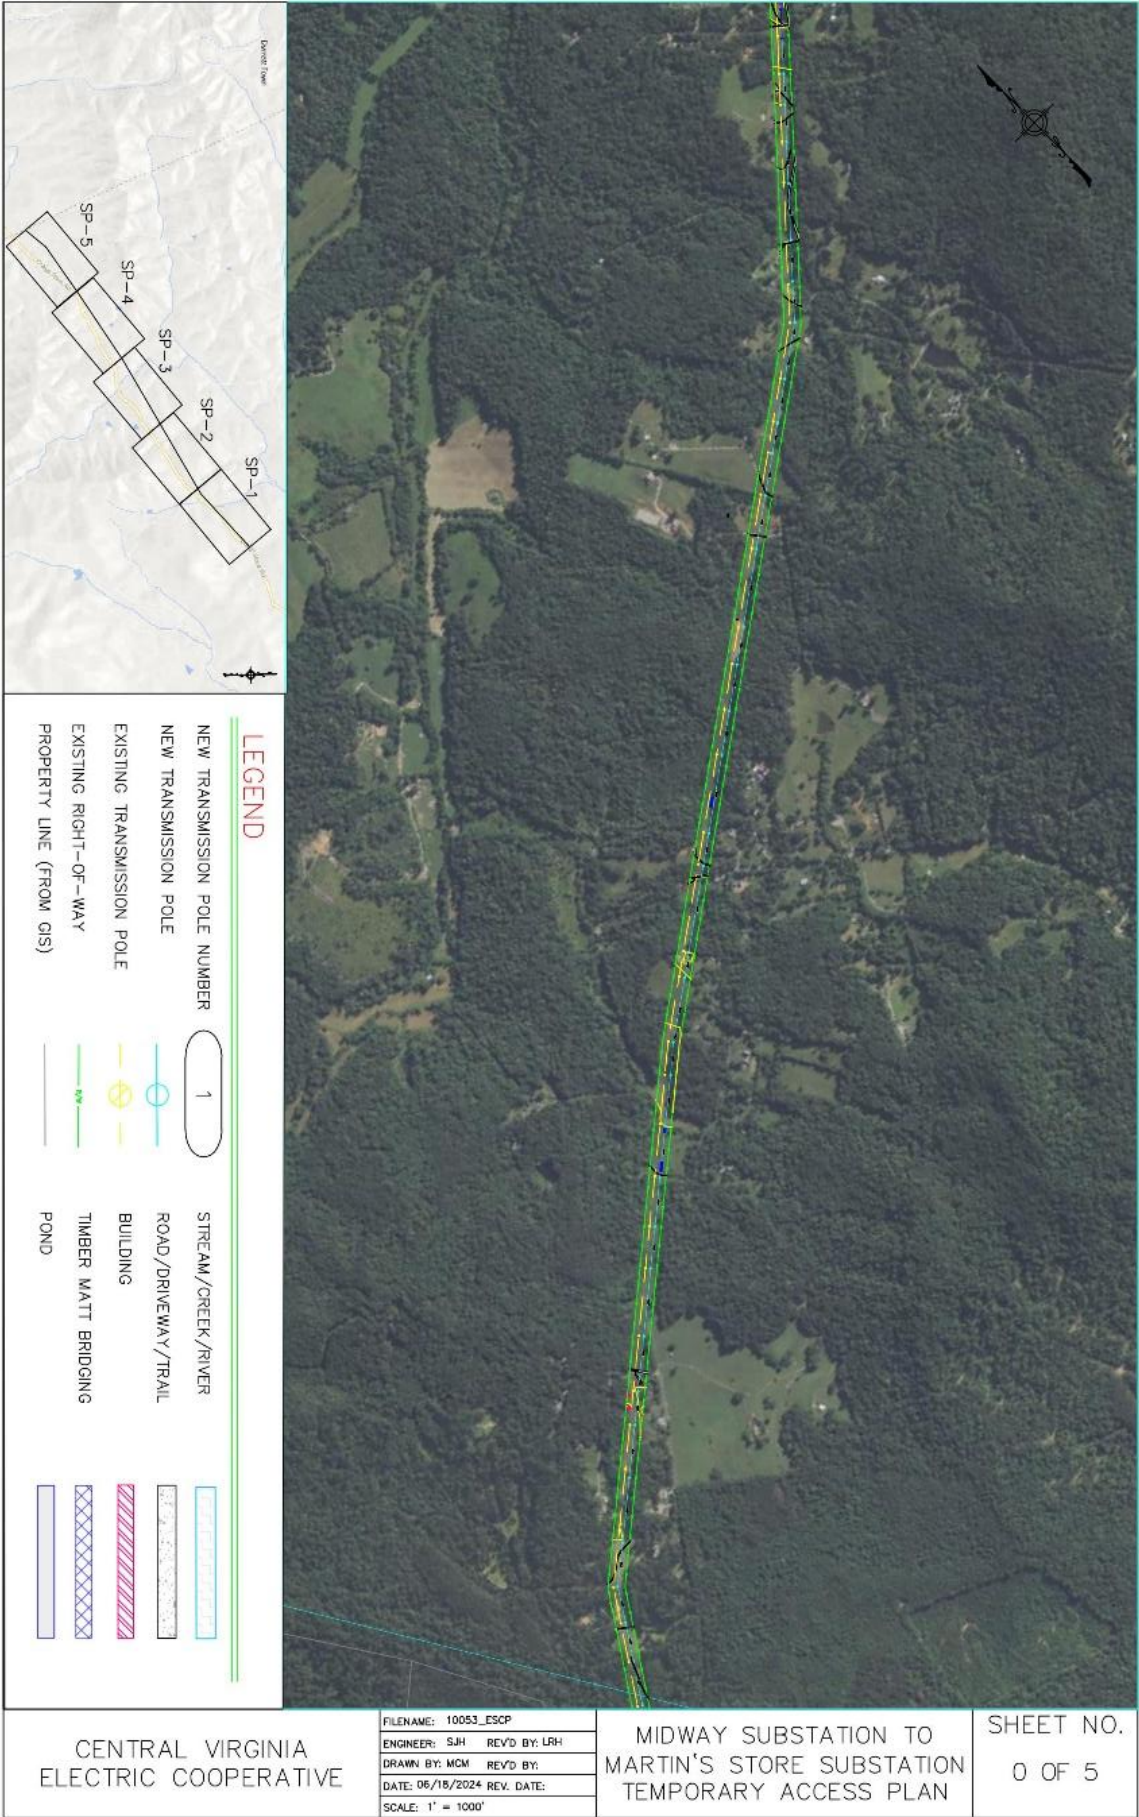 SP-5
SP-4
SP-3
SP-2
SP-1
LEGEND
NEW TRANSMISSION POLE NUMBER
1
NEW TRANSMISSION POLE
EXISTING TRANSMISSION POLE
EXISTING RIGHT-OF-WAY
R/W
PROPERTY LINE (FROM GIS)
STREAM/CREEK/RIVER
ROAD/DRIVEWAY/TRAIL
BUILDING
TIMBER MATT BRIDGING
POND
CENTRAL VIRGINIA
ELECTRIC COOPERATIVE
FILENAME: 10053_ESCP
ENGINEER: SJH REV'D BY: LRH
DRAWN BY: MCM REV'D BY:
DATE: 06/18/2024 REV. DATE:
SCALE: 1" = 1000'
MIDWAY SUBSTATION TO
MARTIN'S STORE SUBSTATION
TEMPORARY ACCESS PLAN
SHEET NO.
0 OF 5